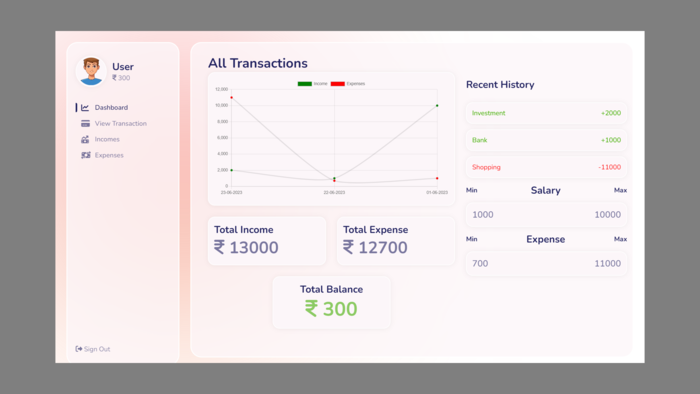 User
₹ 300
Dashboard
View Transaction
Incomes
Expenses
Sign Out
All Transactions
Income Expenses
12,000
10,000
8,000
6,000
4,000
2,000
0
23-06-2023 22-06-2023 01-06-2023
Total Income
₹ 13000
Total Expense
₹ 12700
Total Balance
₹ 300
Recent History
Investment +2000
Bank +1000
Shopping -11000
Min Salary Max
1000 10000
Min Expense Max
700 11000